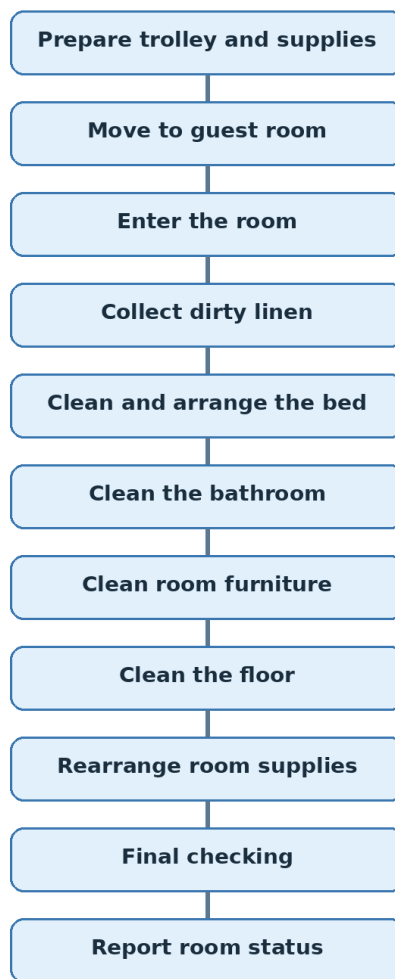 Prepare trolley and supplies
Move to guest room
Enter the room
Collect dirty linen
Clean and arrange the bed
Clean the bathroom
Clean room furniture
Clean the floor
Rearrange room supplies
Final checking
Report room status